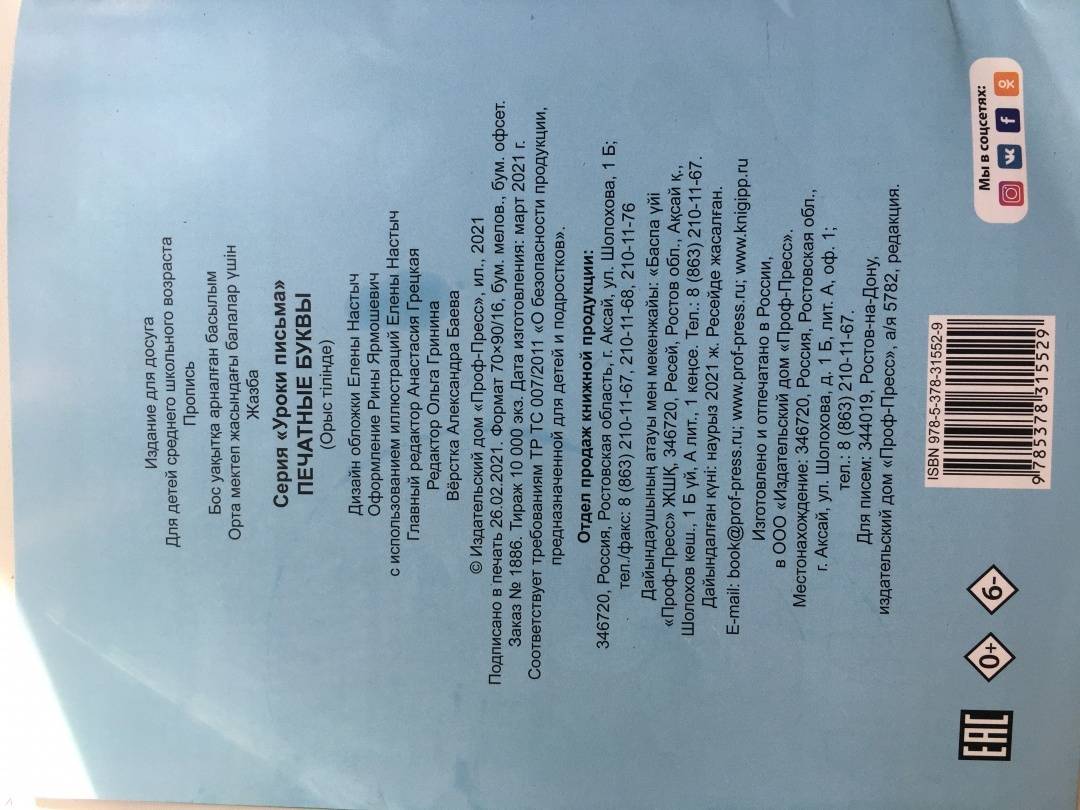 Издание для досуга
Для детей среднего школьного возраста
Пропись
Бос уақытқа арналған басылым
Орта мектеп жасындағы балалар үшін
Жазба
Серия «Уроки письма»
ПЕЧАТНЫЕ БУКВЫ
(Орыс тілінде)
Дизайн обложки Елены Настыч
Оформление Рины Ярмошевич
с использованием иллюстраций Елены Настыч
Главный редактор Анастасия Грецкая
Редактор Ольга Гринина
Вёрстка Александра Баева
© Издательский дом «Проф-Пресс», ил., 2021
Подписано в печать 26.02.2021. Формат 70×90/16, бум. мелов., бум. офсет.
Заказ № 1886. Тираж 10 000 экз. Дата изготовления: март 2021 г.
Соответствует требованиям ТР ТС 007/2011 «О безопасности продукции,
предназначенной для детей и подростков».
Отдел продаж книжной продукции:
346720, Россия, Ростовская область, г. Аксай, ул. Шолохова, 1 Б;
тел./факс: 8 (863) 210-11-67, 210-11-68, 210-11-76
Дайындаушының атауы мен мекенжайы: «Баспа үйі
«Проф-Пресс» ЖШҚ, 346720, Ресей, Ростов обл., Ақсай қ.,
Шолохов көш., 1 Б үй, А лит., 1 кеңсе. Тел.: 8 (863) 210-11-67.
Дайындалған күні: наурыз 2021 ж. Ресейде жасалған.
E-mail: book@prof-press.ru; www.prof-press.ru; www.knigipp.ru
Изготовлено и отпечатано в России,
в ООО «Издательский дом «Проф-Пресс».
Местонахождение: 346720, Россия, Ростовская обл.,
г. Аксай, ул. Шолохова, д. 1 Б, лит. А, оф. 1;
тел.: 8 (863) 210-11-67.
Для писем: 344019, Ростов-на-Дону,
издательский дом «Проф-Пресс», а/я 5782, редакция.
EAC
0+
6-
ISBN 978-5-378-31552-9
9785378315529
Мы в соцсетях: